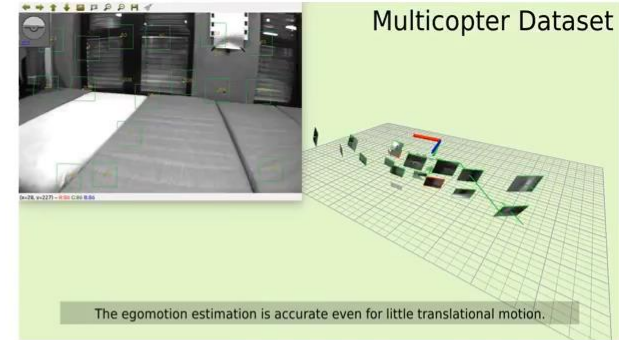 Multicopter Dataset
The egomotion estimation is accurate even for little translational motion.